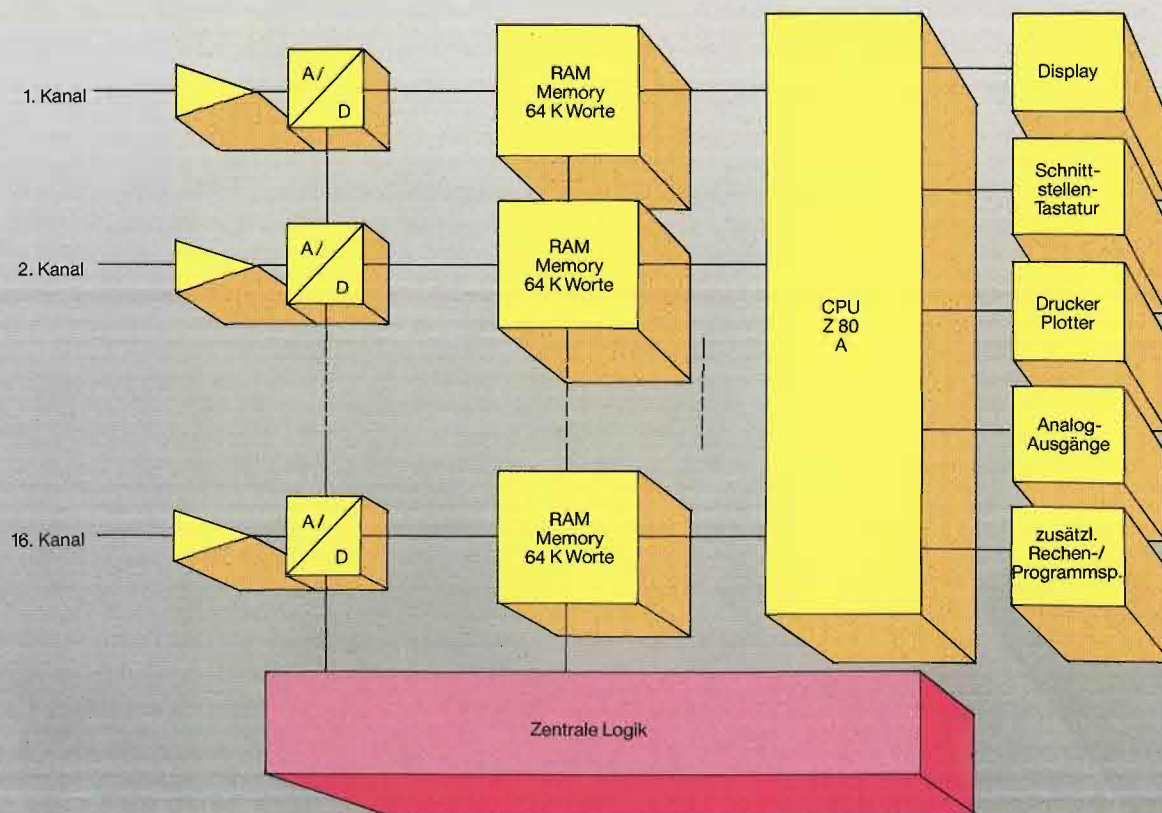 1. Kanal
A/
D
RAM
Memory
64 K Worte
2. Kanal
A/
D
RAM
Memory
64 K Worte
16. Kanal
A/
D
RAM
Memory
64 K Worte
CPU
Z 80
A
Display
Schnitt-
stellen-
Tastatur
Drucker
Plotter
Analog-
Ausgänge
zusätzl.
Rechen-/
Programmsp.
Zentrale Logik